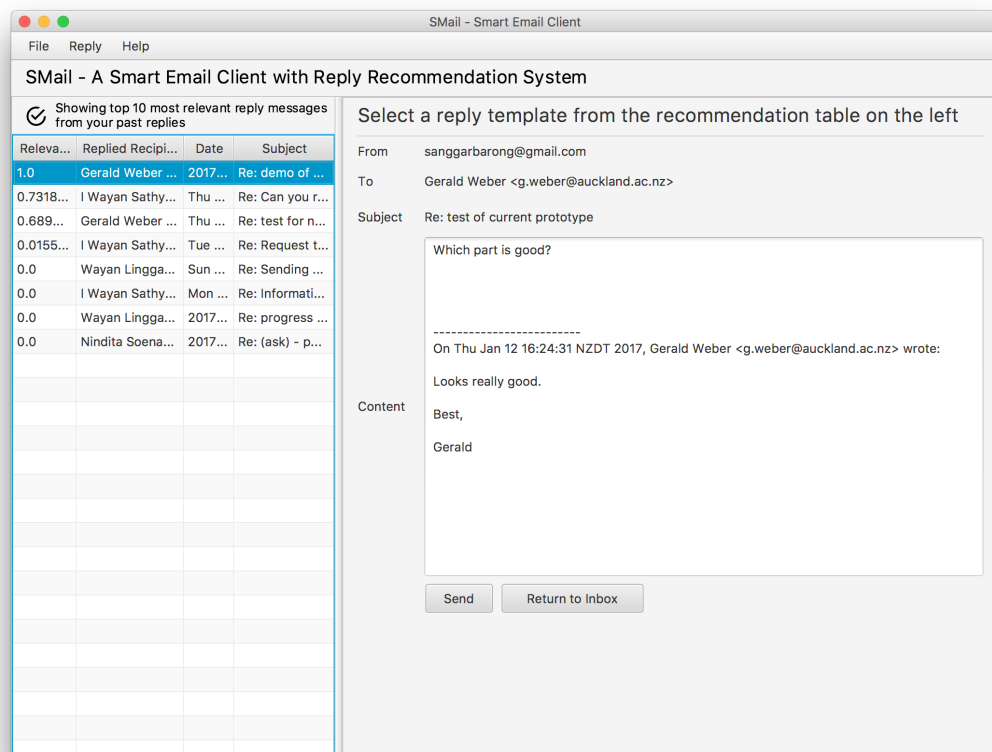 SMail - Smart Email Client
File Reply Help
SMail - A Smart Email Client with Reply Recommendation System
Showing top 10 most relevant reply messages
from your past replies
Releva... Replied Recipi... Date Subject
1.0 Gerald Weber ... 2017... Re: demo of ...
0.7318... I Wayan Sathy... Thu ... Re: Can you r...
0.689... Gerald Weber ... Thu ... Re: test for n...
0.0155... I Wayan Sathy... Tue ... Re: Request t...
0.0 Wayan Lingga... Sun ... Re: Sending ...
0.0 I Wayan Sathy... Mon ... Re: Informati...
0.0 Wayan Lingga... 2017... Re: progress ...
0.0 Nindita Soena... 2017... Re: (ask) - p...
Select a reply template from the recommendation table on the left
From sanggarbarong@gmail.com
To Gerald Weber <g.weber@auckland.ac.nz>
Subject Re: test of current prototype
Content
Which part is good?
-------------------------
On Thu Jan 12 16:24:31 NZDT 2017, Gerald Weber <g.weber@auckland.ac.nz> wrote:
Looks really good.
Best,
Gerald
Send Return to Inbox